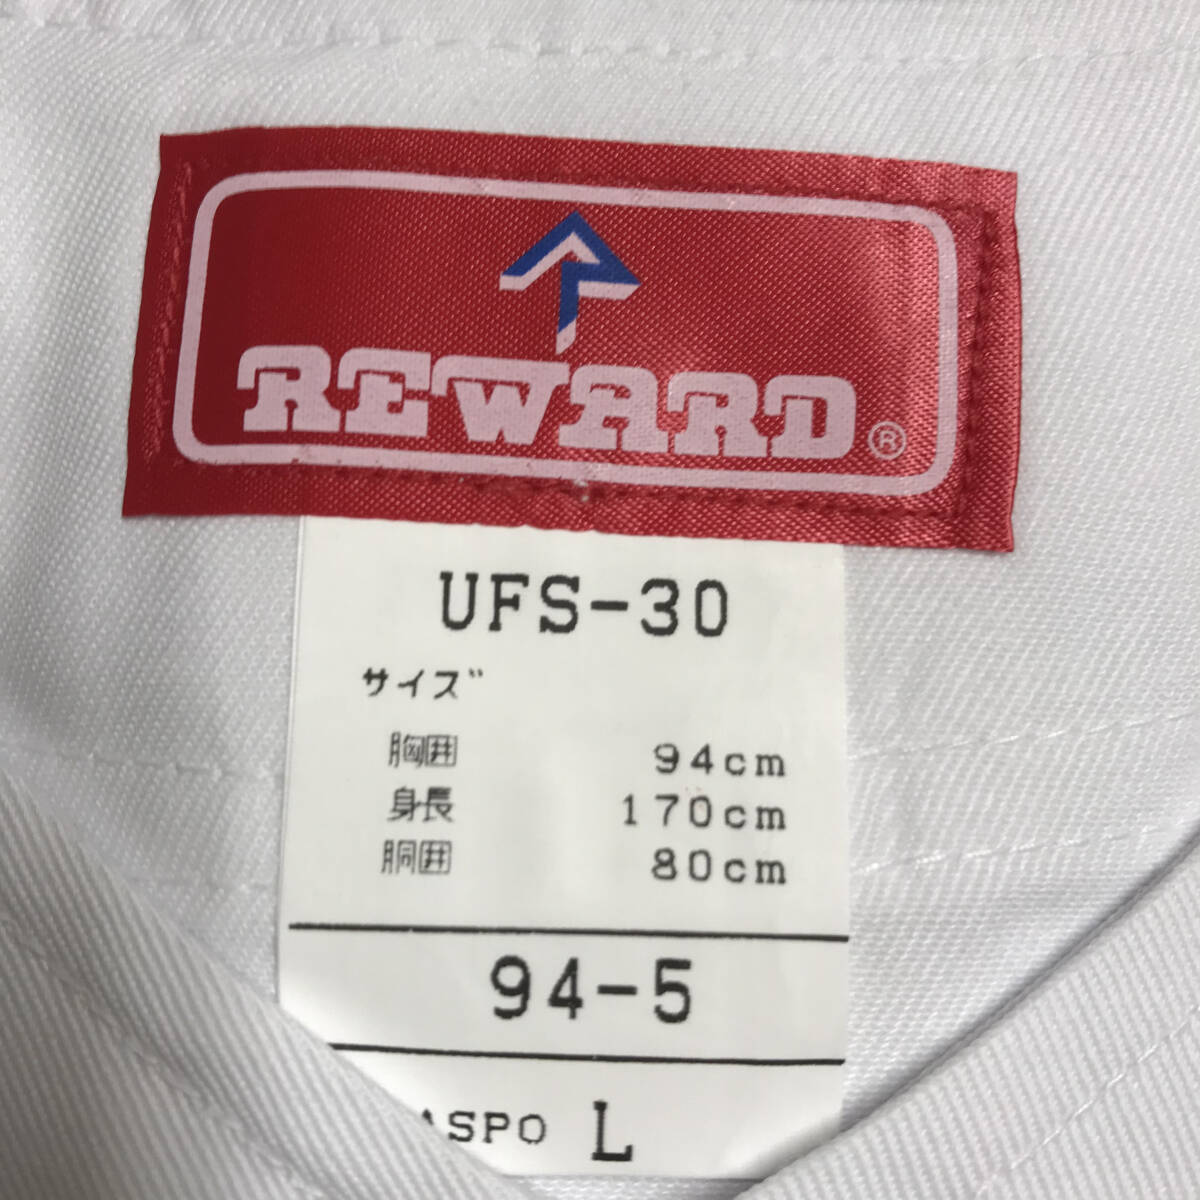 REWARD®
UFS-30
サイズ
胸囲 94cm
身長 170cm
胴囲 80cm
94-5
ASPO L